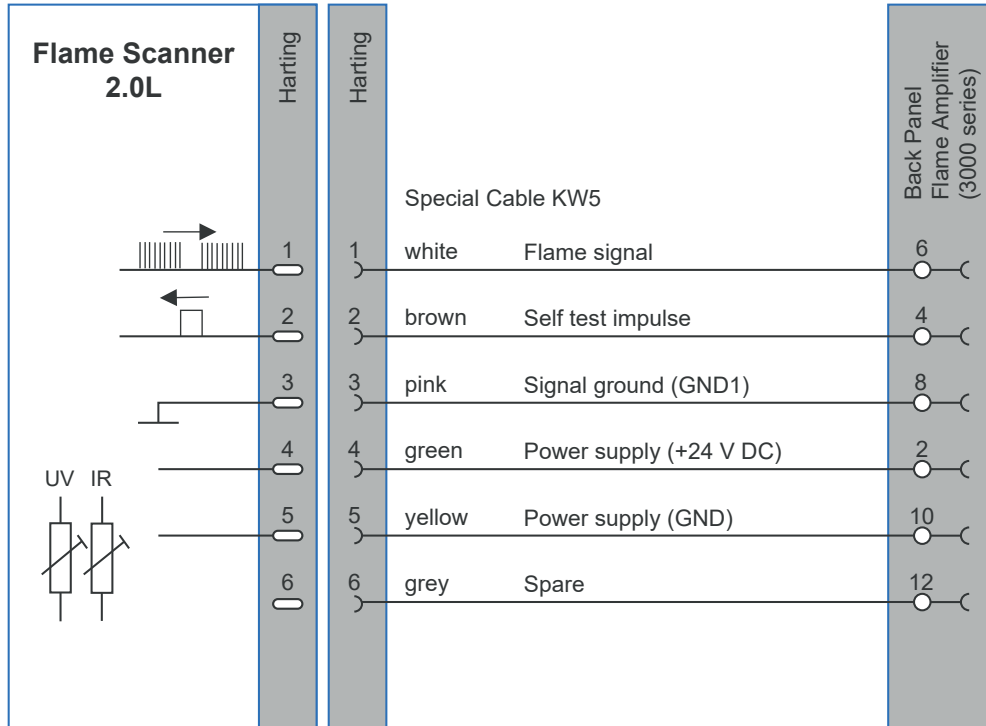 Flame Scanner
2.0L
Harting
Harting
Back Panel
Flame Amplifier
(3000 series)
Special Cable KW5
1 1 white Flame signal 6
2 2 brown Self test impulse 4
3 3 pink Signal ground (GND1) 8
4 4 green Power supply (+24 V DC) 2
UV IR
5 5 yellow Power supply (GND) 10
6 6 grey Spare 12